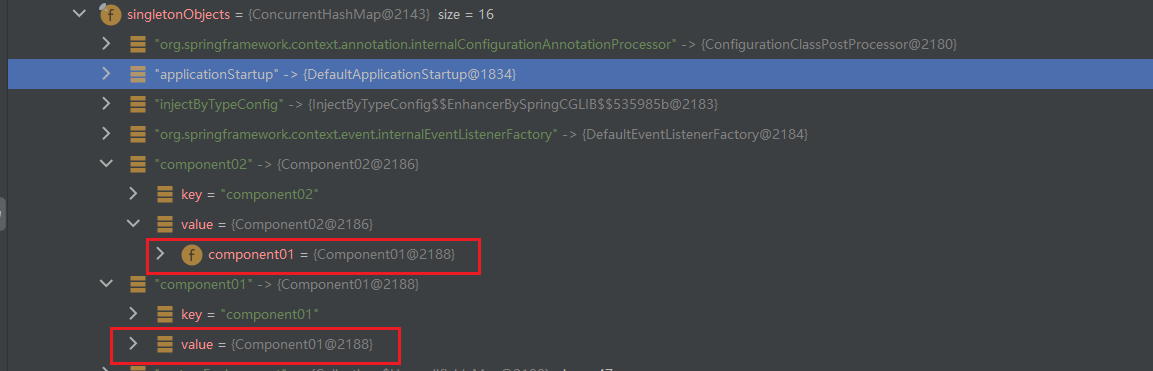 singletonObjects = {ConcurrentHashMap@2143} size = 16
"org.springframework.context.annotation.internalConfigurationAnnotationProcessor" -> {ConfigurationClassPostProcessor@2180}
"applicationStartup" -> {DefaultApplicationStartup@1834}
"injectByTypeConfig" -> {InjectByTypeConfig$$EnhancerBySpringCGLIB$$535985b@2183}
"org.springframework.context.event.internalEventListenerFactory" -> {DefaultEventListenerFactory@2184}
"component02" -> {Component02@2186}
key = "component02"
value = {Component02@2186}
f component01 = {Component01@2188}
"component01" -> {Component01@2188}
key = "component01"
value = {Component01@2188}